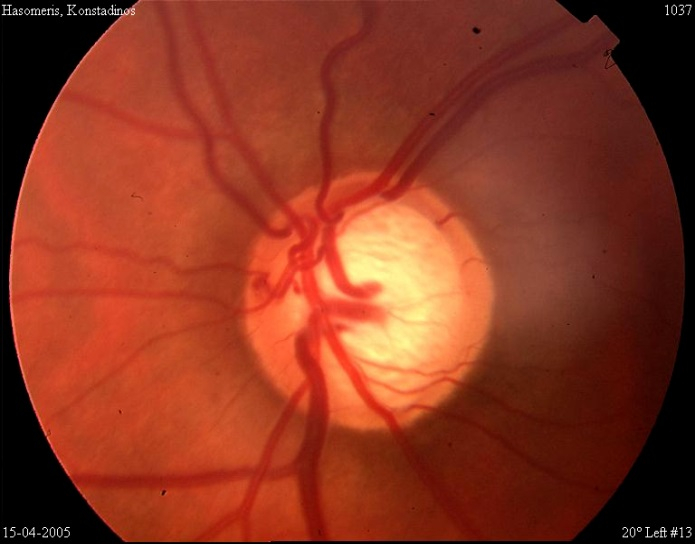 Hasomeris, Konstadinos
1037
15-04-2005
20° Left #13